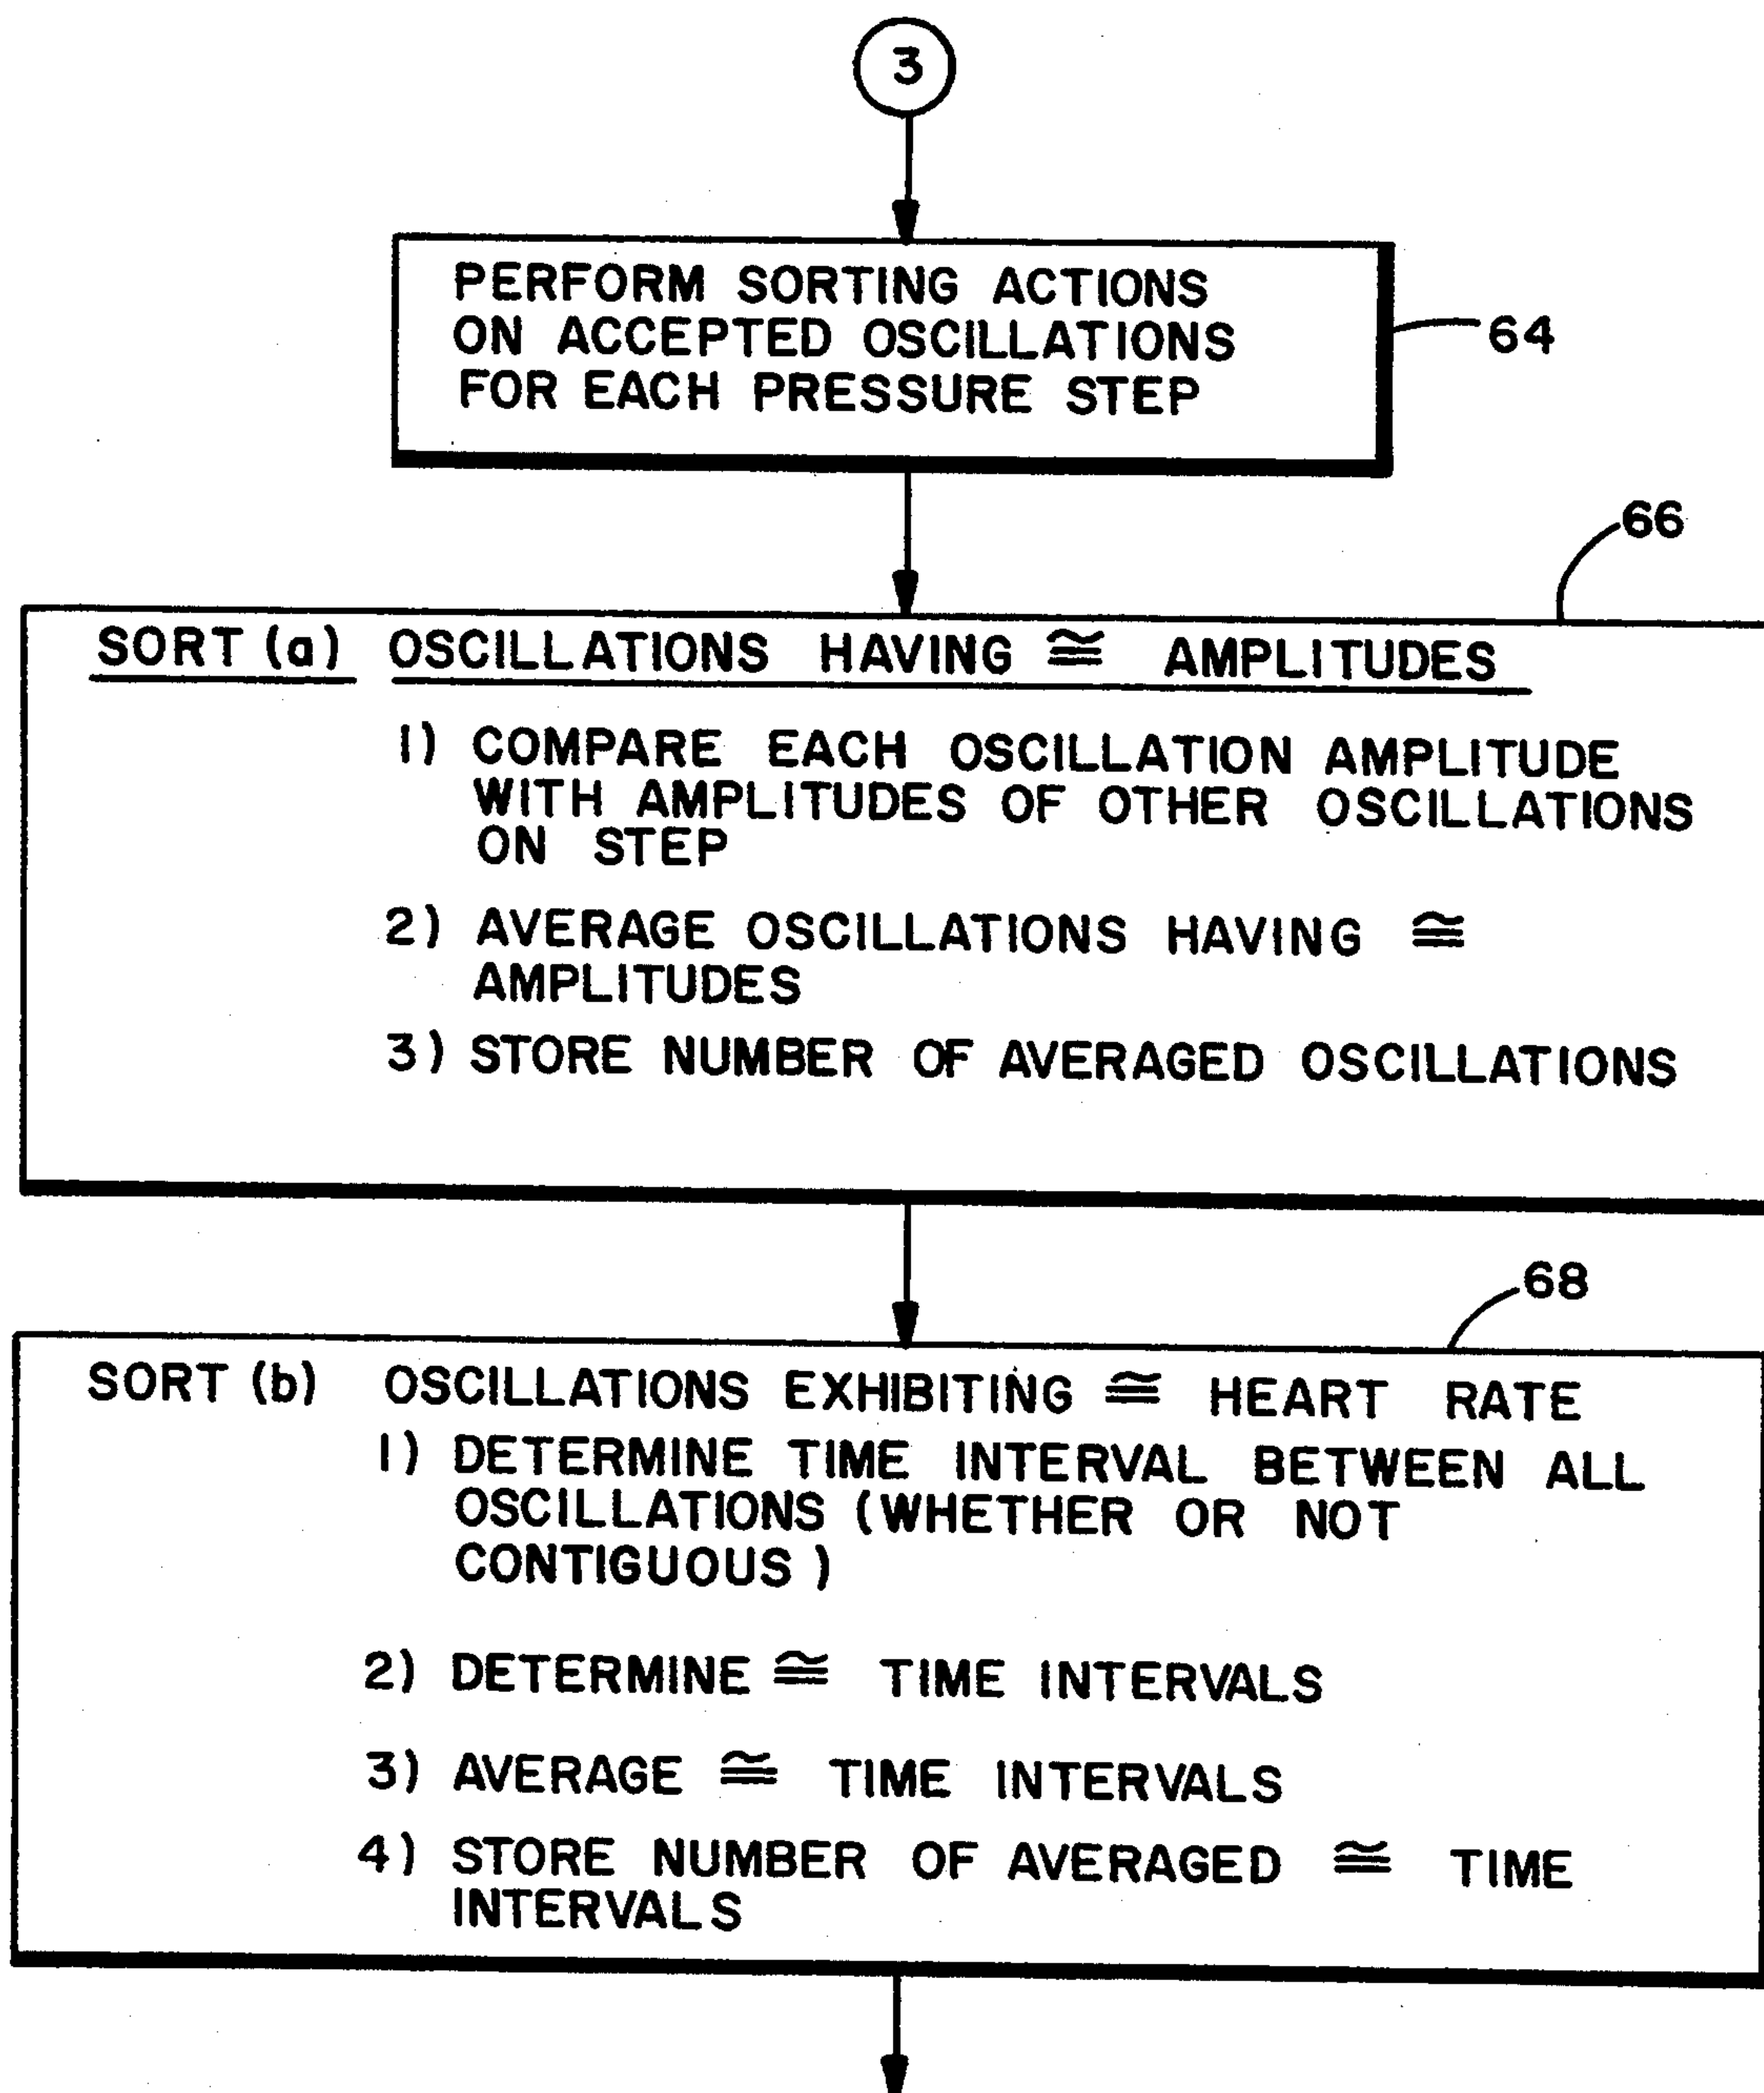 3
PERFORM SORTING ACTIONS
ON ACCEPTED OSCILLATIONS
FOR EACH PRESSURE STEP
64
66
SORT (a) OSCILLATIONS HAVING ≅ AMPLITUDES
1) COMPARE EACH OSCILLATION AMPLITUDE
WITH AMPLITUDES OF OTHER OSCILLATIONS
ON STEP
2) AVERAGE OSCILLATIONS HAVING ≅
AMPLITUDES
3) STORE NUMBER OF AVERAGED OSCILLATIONS
68
SORT (b) OSCILLATIONS EXHIBITING ≅ HEART RATE
1) DETERMINE TIME INTERVAL BETWEEN ALL
OSCILLATIONS (WHETHER OR NOT
CONTIGUOUS)
2) DETERMINE ≅ TIME INTERVALS
3) AVERAGE ≅ TIME INTERVALS
4) STORE NUMBER OF AVERAGED ≅ TIME
INTERVALS